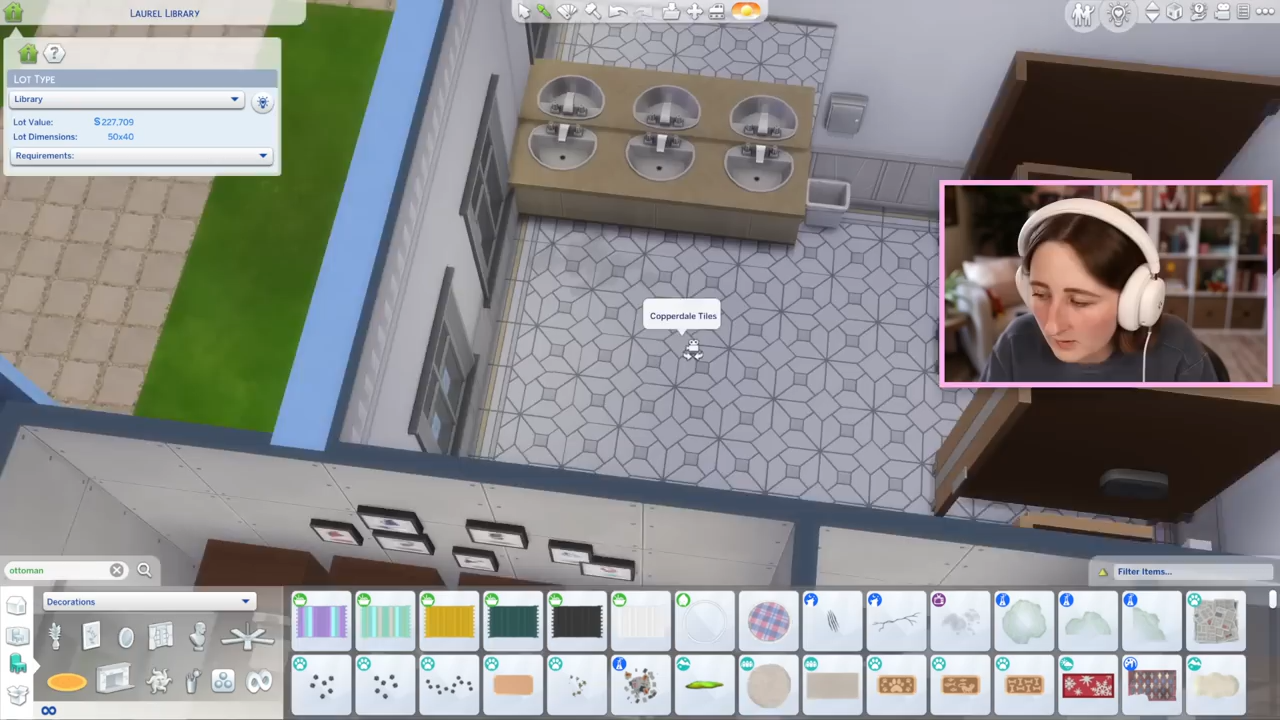 LAUREL LIBRARY
LOT TYPE
Library
Lot Value: $227,709
Lot Dimensions: 50x40
Requirements:
Copperdale Tiles
ottoman
Filter Items...
Decorations